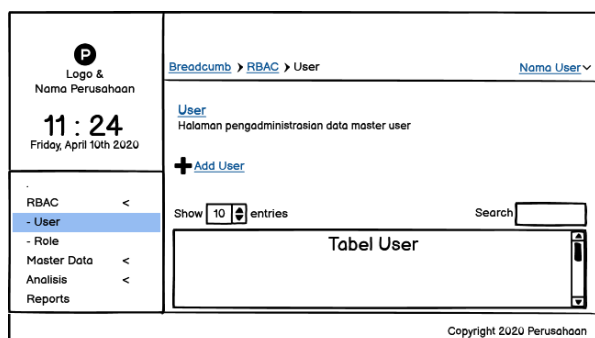 P
Logo &
Nama Perusahaan
11 : 24
Friday, April 10th 2020
.
RBAC <
- User
- Role
Master Data <
Analisis <
Reports
Breadcumb > RBAC > User
Nama User
User
Halaman pengadministrasian data master user
Add User
Show 10 entries
Search
Tabel User
Copyright 2020 Perusahaan